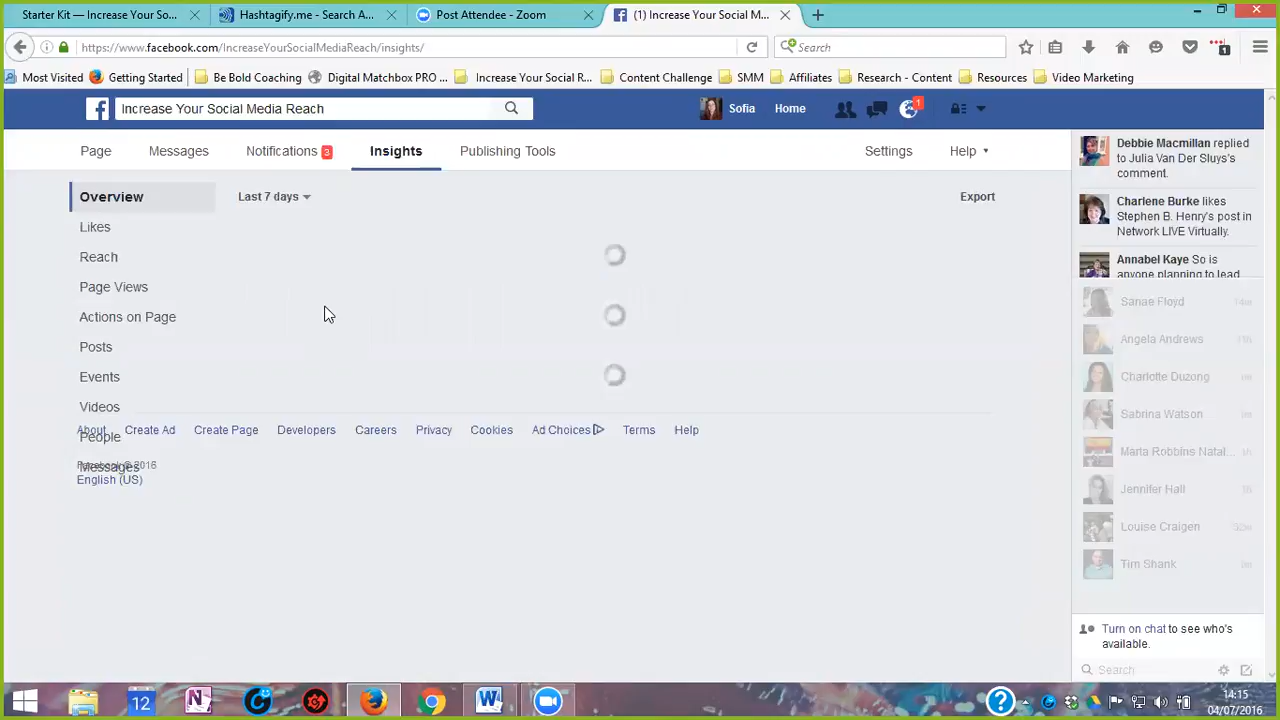 Starter Kit — Increase Your So...
Hashtagify.me - Search A...
Post Attendee - Zoom
(1) Increase Your Social M...
https://www.facebook.com/IncreaseYourSocialMediaReach/insights/
Search
1
Most Visited
Getting Started
Be Bold Coaching
Digital Matchbox PRO ...
Increase Your Social R...
Content Challenge
SMM
Affiliates
Research - Content
Resources
Video Marketing
Increase Your Social Media Reach
Sofia
Home
1
Page
Messages
Notifications 3
Insights
Publishing Tools
Settings
Help
Overview
Last 7 days
Export
Likes
Reach
Page Views
Actions on Page
Posts
Events
Videos
People
Messages
About
Create Ad
Create Page
Developers
Careers
Privacy
Cookies
Ad Choices
Terms
Help
Facebook © 2016
English (US)
Debbie Macmillan replied
to Julia Van Der Sluys's
comment.
Charlene Burke likes
Stephen B. Henry's post in
Network LIVE Virtually.
Annabel Kaye So is
anyone planning to lead
Sanae Floyd
Angela Andrews
Charlotte Duzong
Sabrina Watson
Marta Robbins Natal...
Jennifer Hall
Louise Craigen
Tim Shank
Turn on chat to see who's
available.
Search
12
14:15
04/07/2016